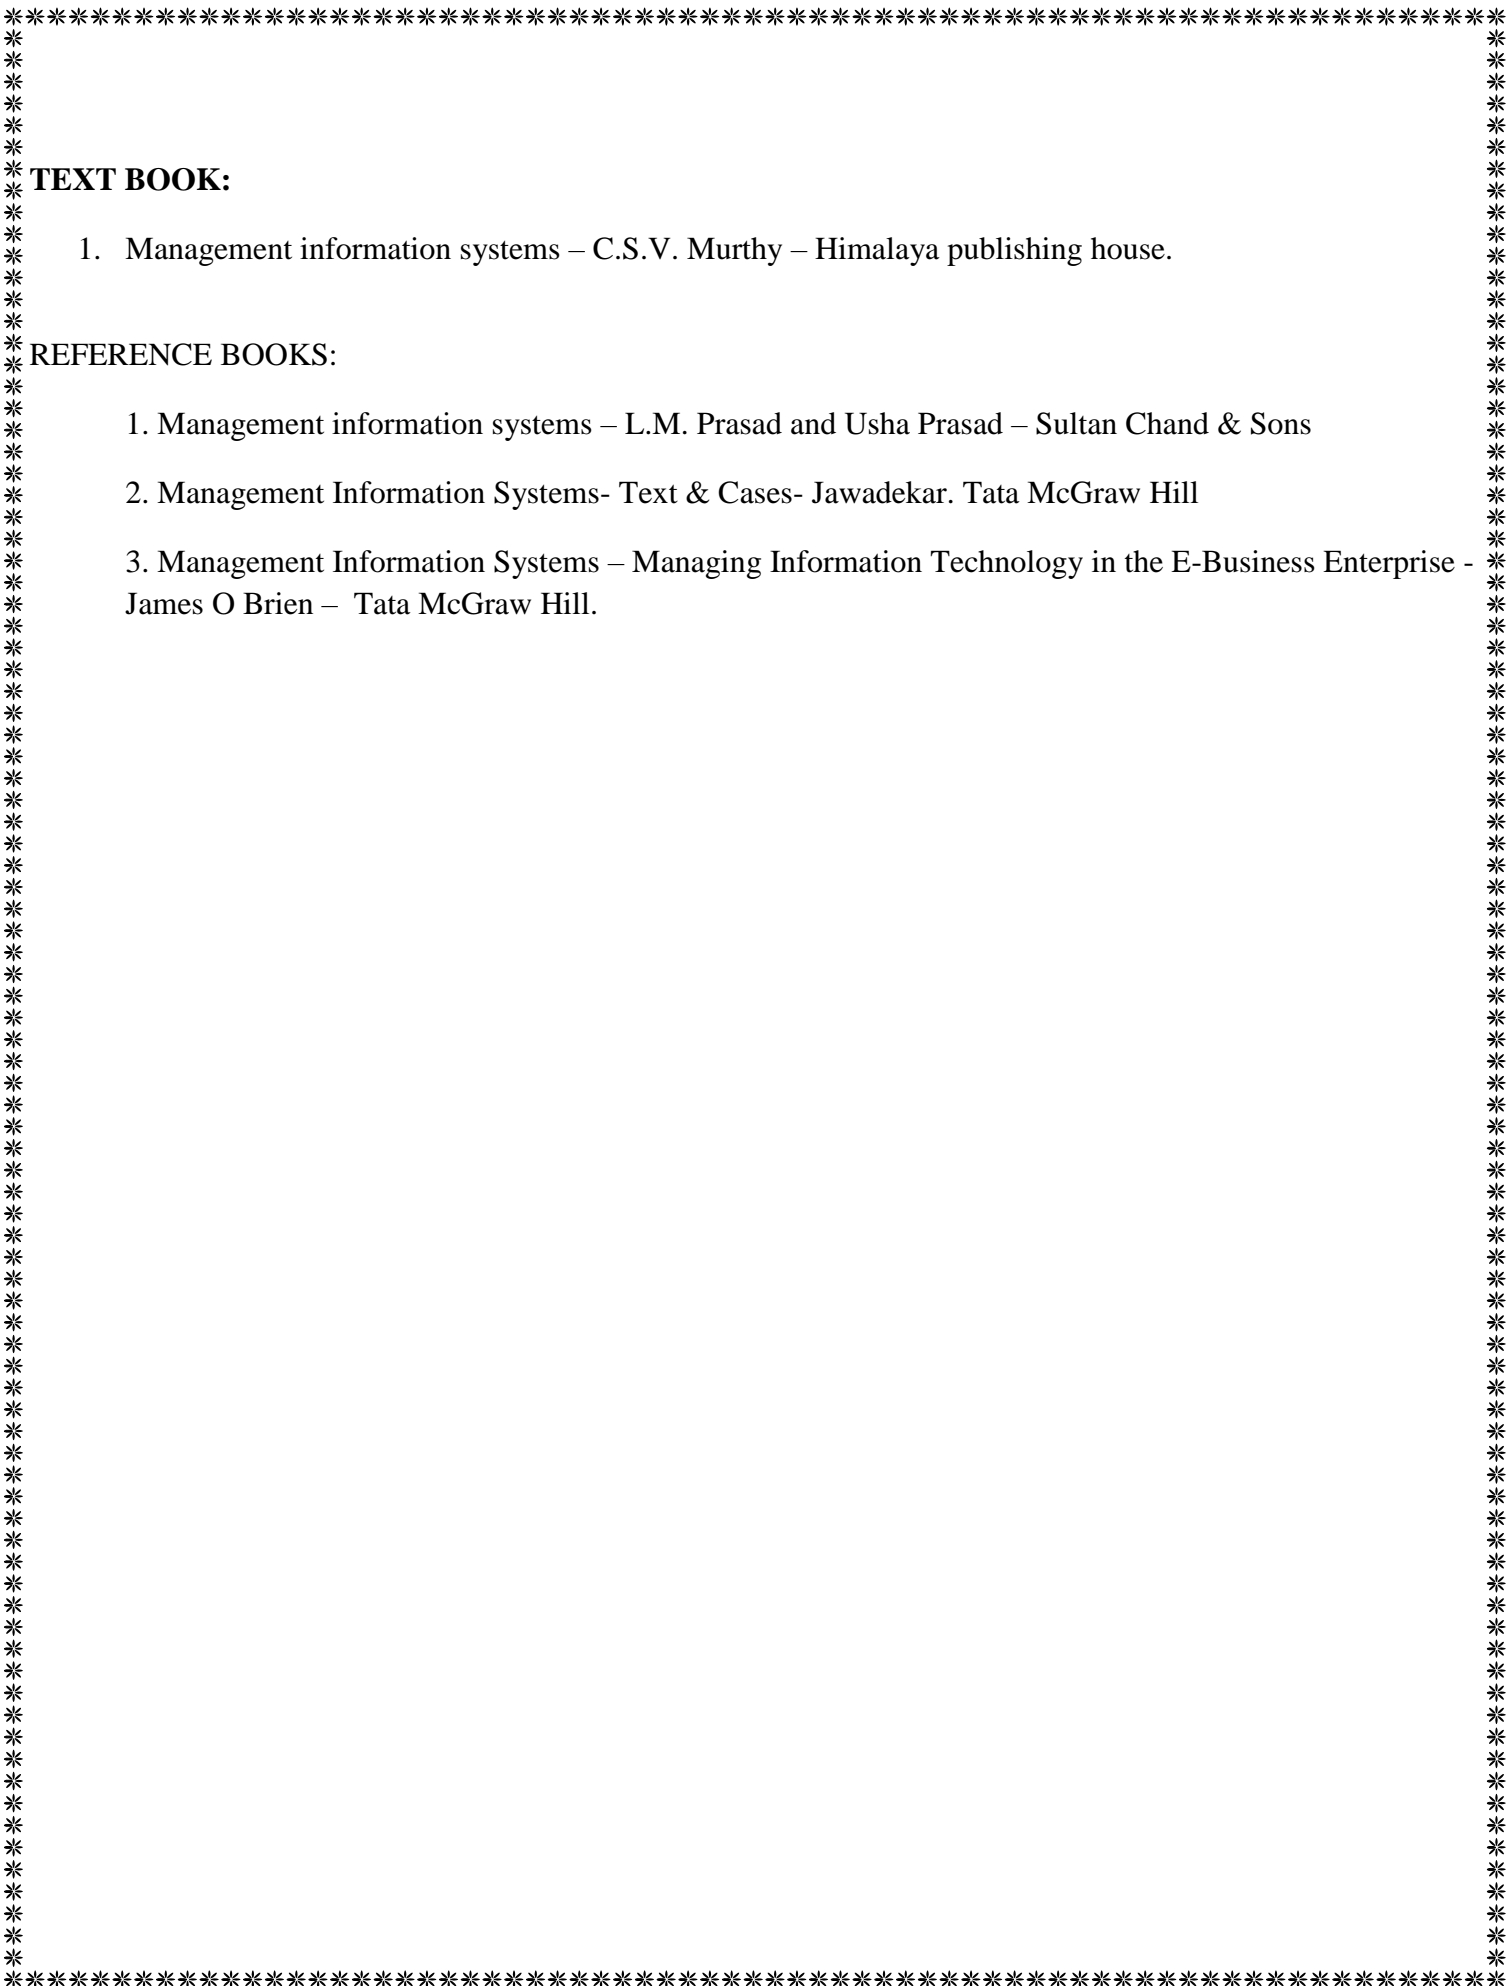 TEXT BOOK:
1. Management information systems – C.S.V. Murthy – Himalaya publishing house.
REFERENCE BOOKS:
1. Management information systems – L.M. Prasad and Usha Prasad – Sultan Chand & Sons
2. Management Information Systems- Text & Cases- Jawadekar. Tata McGraw Hill
3. Management Information Systems – Managing Information Technology in the E-Business Enterprise -
James O Brien – Tata McGraw Hill.